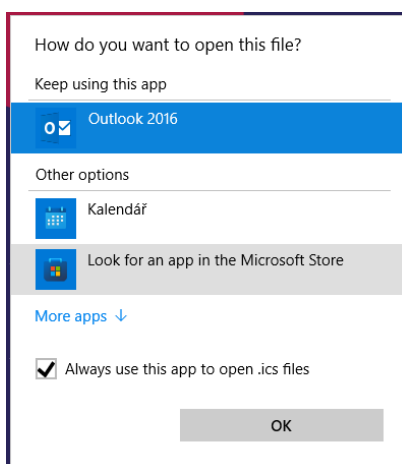 How do you want to open this file?
Keep using this app
Outlook 2016
Other options
Kalendář
Look for an app in the Microsoft Store
More apps ↓
Always use this app to open .ics files
OK